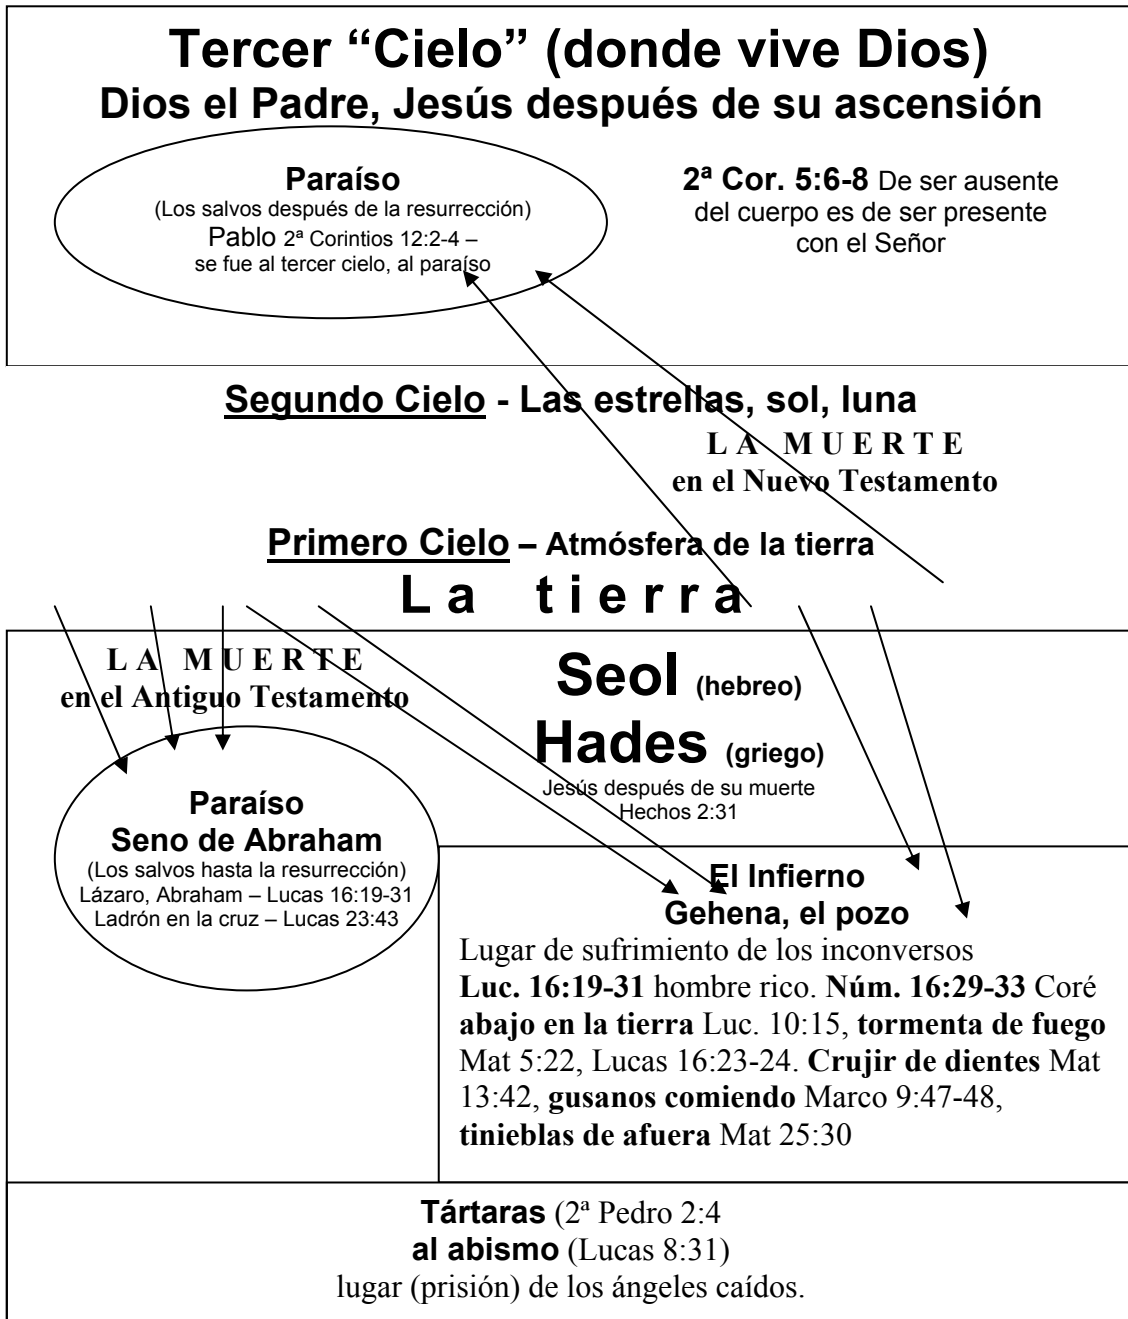 Tercer “Cielo” (donde vive Dios)
Dios el Padre, Jesús después de su ascensión
Paraíso
(Los salvos después de la resurrección)
Pablo 2ª Corintios 12:2-4 –
se fue al tercer cielo, al paraíso
2ª Cor. 5:6-8 De ser ausente
del cuerpo es de ser presente
con el Señor
Segundo Cielo - Las estrellas, sol, luna
L A M U E R T E
en el Nuevo Testamento
Primero Cielo – Atmósfera de la tierra
L a t i e r r a
L A M U E R T E
en el Antiguo Testamento
Seol (hebreo)
Hades (griego)
Jesús después de su muerte
Hechos 2:31
Paraíso
Seno de Abraham
(Los salvos hasta la resurrección)
Lázaro, Abraham – Lucas 16:19-31
Ladrón en la cruz – Lucas 23:43
El Infierno
Gehena, el pozo
Lugar de sufrimiento de los inconversos
Luc. 16:19-31 hombre rico. Núm. 16:29-33 Coré
abajo en la tierra Luc. 10:15, tormenta de fuego
Mat 5:22, Lucas 16:23-24. Crujir de dientes Mat
13:42, gusanos comiendo Marco 9:47-48,
tinieblas de afuera Mat 25:30
Tártaras (2ª Pedro 2:4
al abismo (Lucas 8:31)
lugar (prisión) de los ángeles caídos.